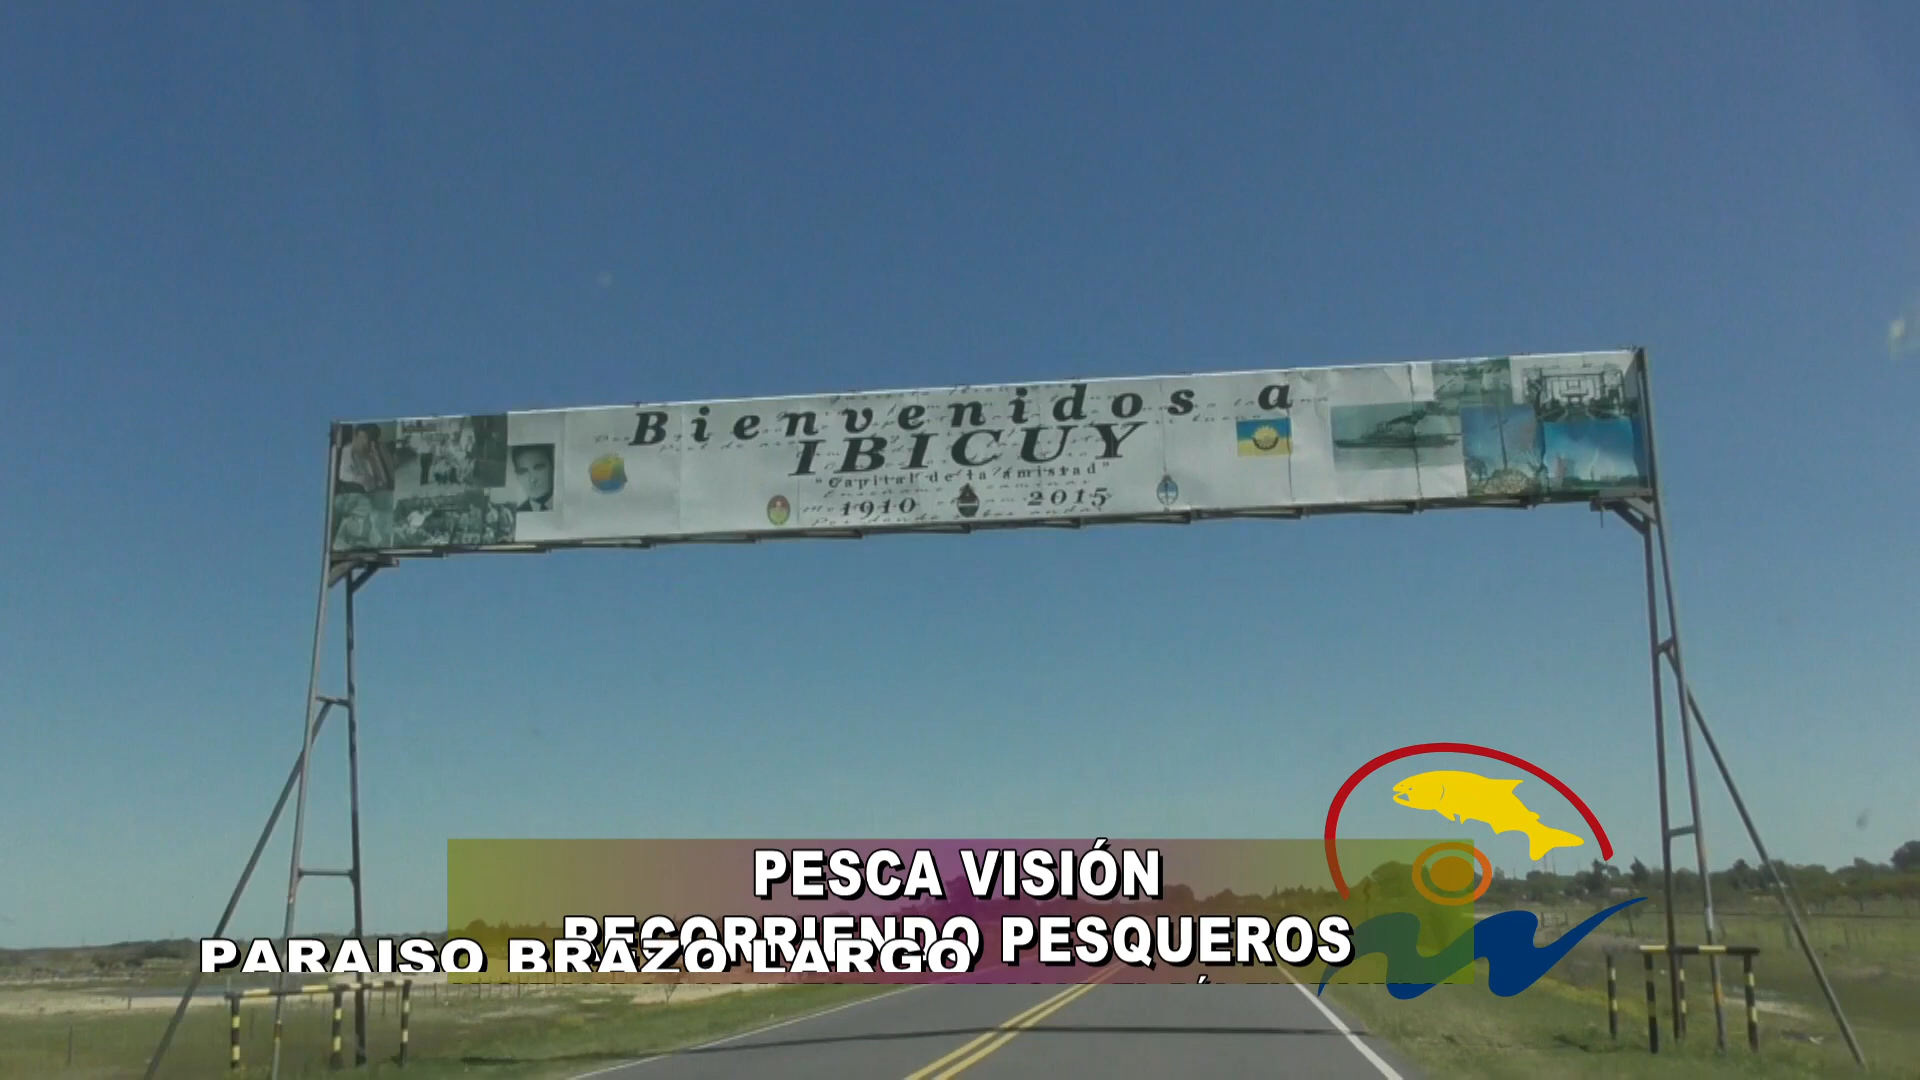 Bienvenidos a
IBICUY
"Capital de la amistad"
1910 2015
PESCA VISIÓN
RECORRIENDO PESQUEROS
PARAISO BRAZO LARGO